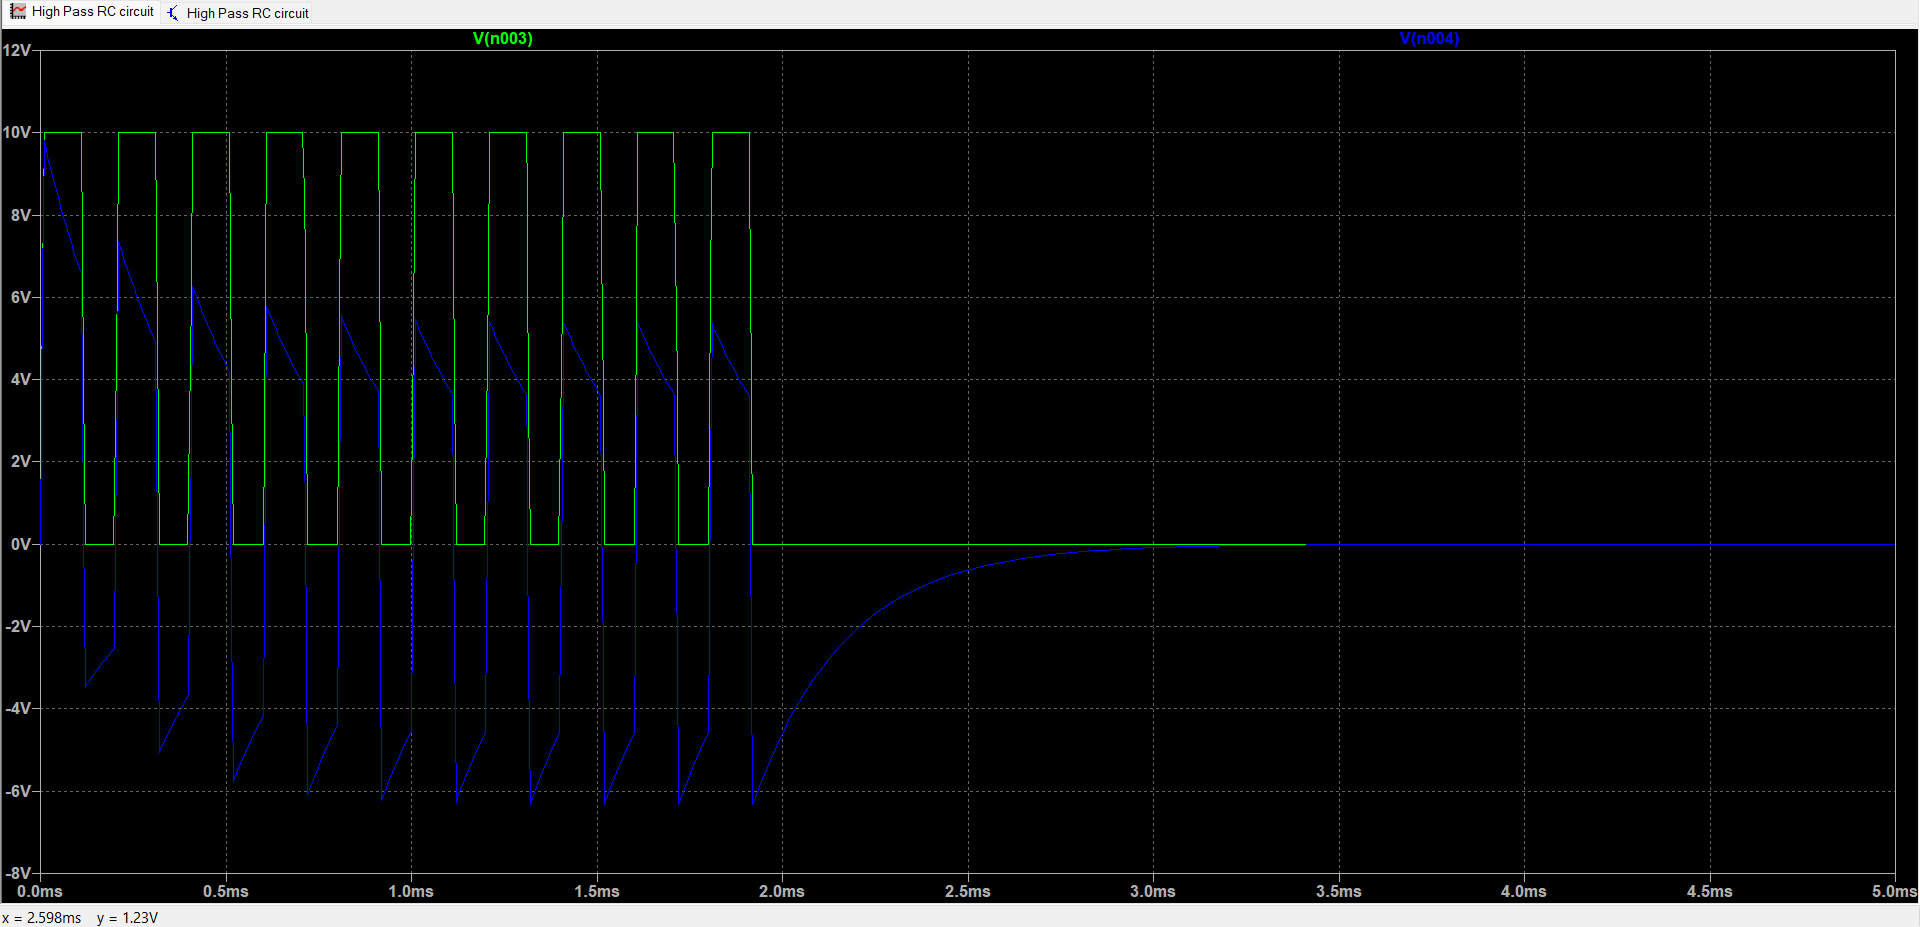 High Pass RC circuit High Pass RC circuit
V(n003) V(n004)
12V
10V
8V
6V
4V
2V
0V
-2V
-4V
-6V
-8V
0.0ms 0.5ms 1.0ms 1.5ms 2.0ms 2.5ms 3.0ms 3.5ms 4.0ms 4.5ms 5.0ms
x = 2.598ms y = 1.23V